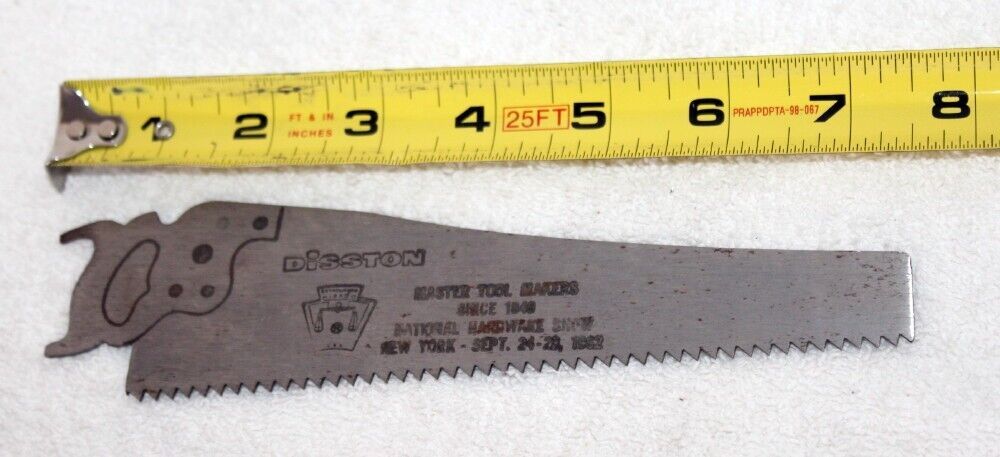 1 2 FT & IN INCHES 3 4 25FT 5 6 PRAPPDPTA-98-067 7 8
DISSTON
MASTER TOOL MAKERS
SINCE 1840
NATIONAL HARDWARE SHOW
NEW YORK - SEPT. 24-28, 1962